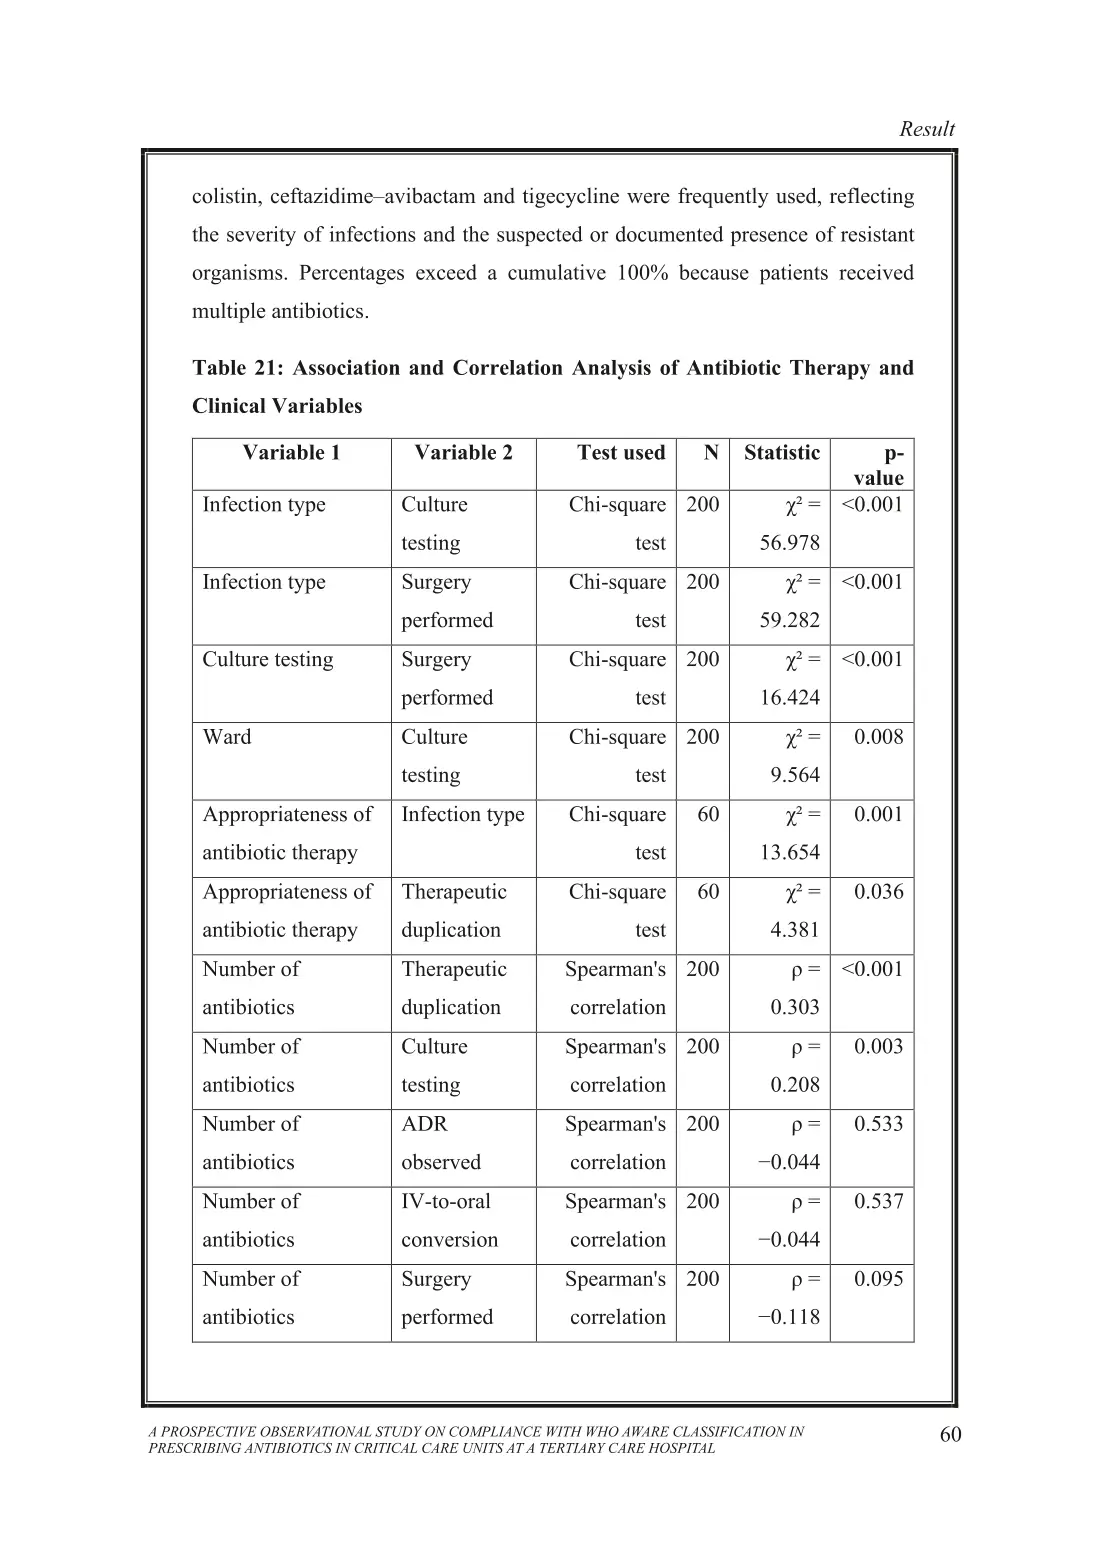 Result
colistin, ceftazidime–avibactam and tigecycline were frequently used, reflecting
the severity of infections and the suspected or documented presence of resistant
organisms. Percentages exceed a cumulative 100% because patients received
multiple antibiotics.
Table 21: Association and Correlation Analysis of Antibiotic Therapy and
Clinical Variables
Variable 1 Variable 2 Test used N Statistic p-
value
Infection type Culture Chi-square 200 χ² = <0.001
testing test 56.978
Infection type Surgery Chi-square 200 χ² = <0.001
performed test 59.282
Culture testing Surgery Chi-square 200 χ² = <0.001
performed test 16.424
Ward Culture Chi-square 200 χ² = 0.008
testing test 9.564
Appropriateness of Infection type Chi-square 60 χ² = 0.001
antibiotic therapy test 13.654
Appropriateness of Therapeutic Chi-square 60 χ² = 0.036
antibiotic therapy duplication test 4.381
Number of Therapeutic Spearman's 200 ρ = <0.001
antibiotics duplication correlation 0.303
Number of Culture Spearman's 200 ρ = 0.003
antibiotics testing correlation 0.208
Number of ADR Spearman's 200 ρ = 0.533
antibiotics observed correlation −0.044
Number of IV-to-oral Spearman's 200 ρ = 0.537
antibiotics conversion correlation −0.044
Number of Surgery Spearman's 200 ρ = 0.095
antibiotics performed correlation −0.118
A PROSPECTIVE OBSERVATIONAL STUDY ON COMPLIANCE WITH WHO AWARE CLASSIFICATION IN
PRESCRIBING ANTIBIOTICS IN CRITICAL CARE UNITS AT A TERTIARY CARE HOSPITAL
60